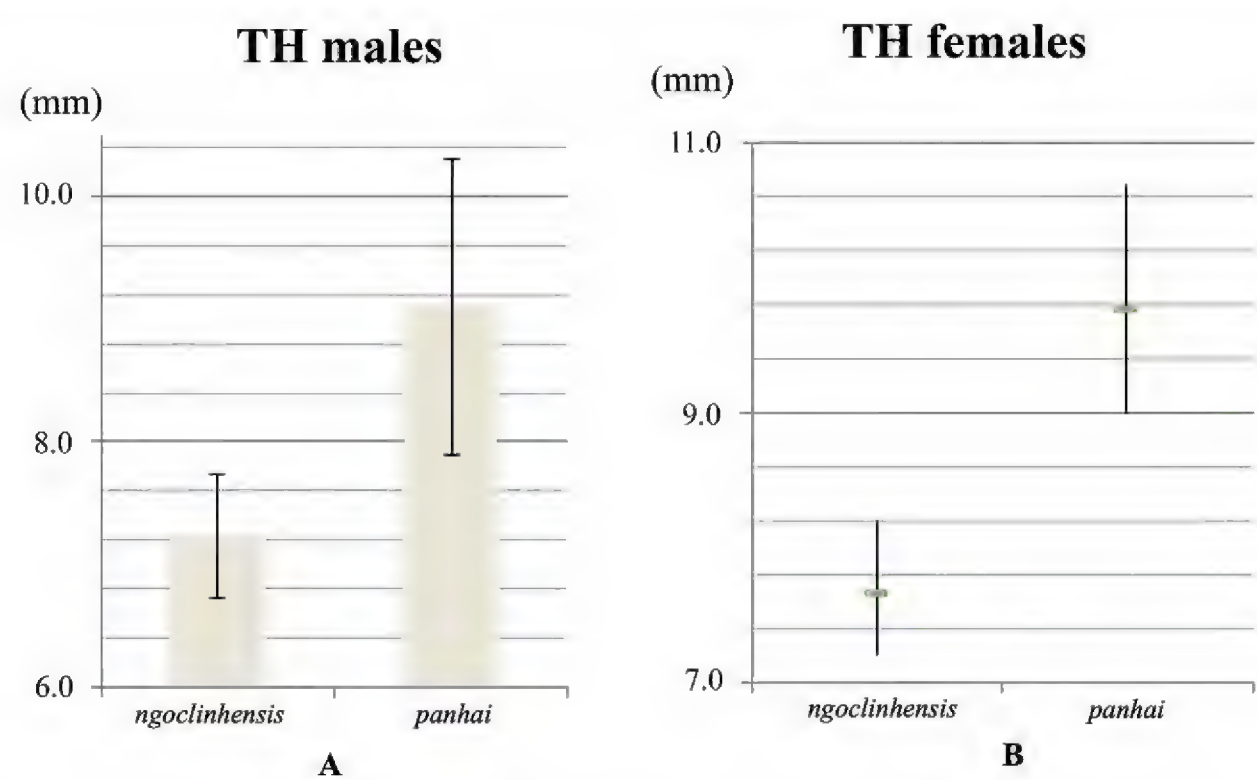 TH males
(mm)
10.0
8.0
6.0
ngoclinhensis panhai
A
TH females
(mm)
11.0
9.0
7.0
ngoclinhensis panhai
B